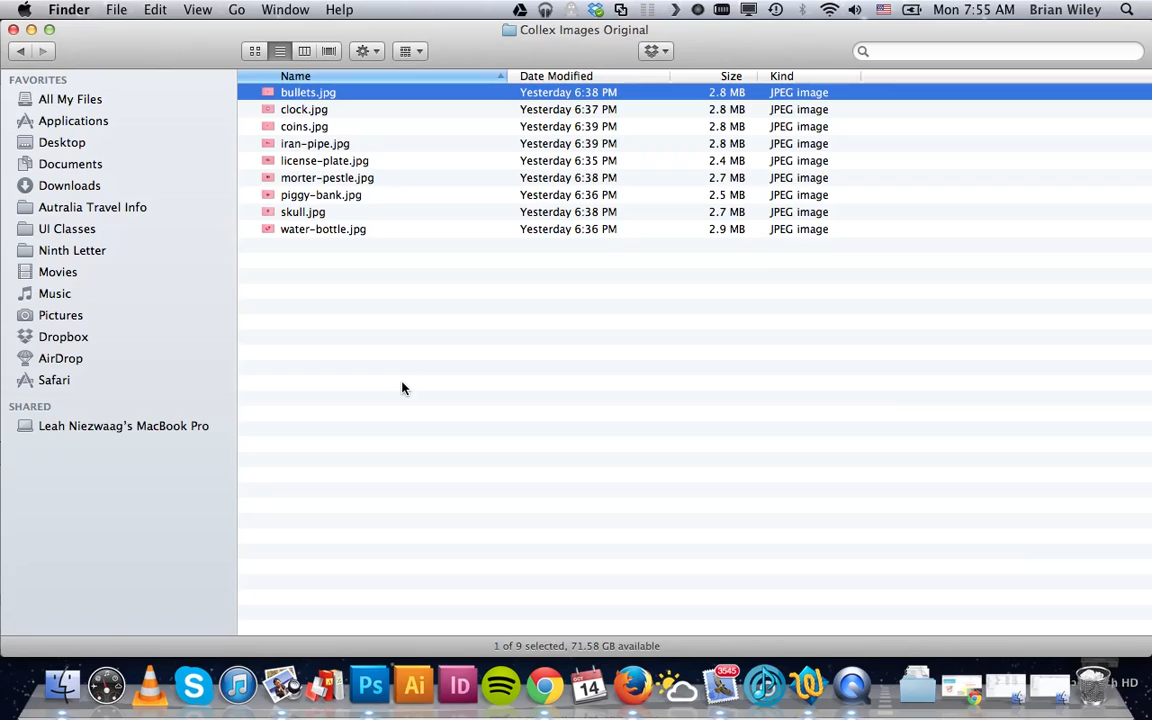 Finder File Edit View Go Window Help Mon 7:55 AM Brian Wiley
Collex Images Original
FAVORITES
All My Files
Applications
Desktop
Documents
Downloads
Autralia Travel Info
UI Classes
Ninth Letter
Movies
Music
Pictures
Dropbox
AirDrop
Safari
SHARED
Leah Niezwaag's MacBook Pro
Name Date Modified Size Kind
bullets.jpg Yesterday 6:38 PM 2.8 MB JPEG image
clock.jpg Yesterday 6:37 PM 2.8 MB JPEG image
coins.jpg Yesterday 6:39 PM 2.8 MB JPEG image
iran-pipe.jpg Yesterday 6:39 PM 2.8 MB JPEG image
license-plate.jpg Yesterday 6:35 PM 2.4 MB JPEG image
morter-pestle.jpg Yesterday 6:38 PM 2.7 MB JPEG image
piggy-bank.jpg Yesterday 6:36 PM 2.5 MB JPEG image
skull.jpg Yesterday 6:38 PM 2.7 MB JPEG image
water-bottle.jpg Yesterday 6:36 PM 2.9 MB JPEG image
1 of 9 selected, 71.58 GB available
Ps Ai Id OCT 14 3545 HD